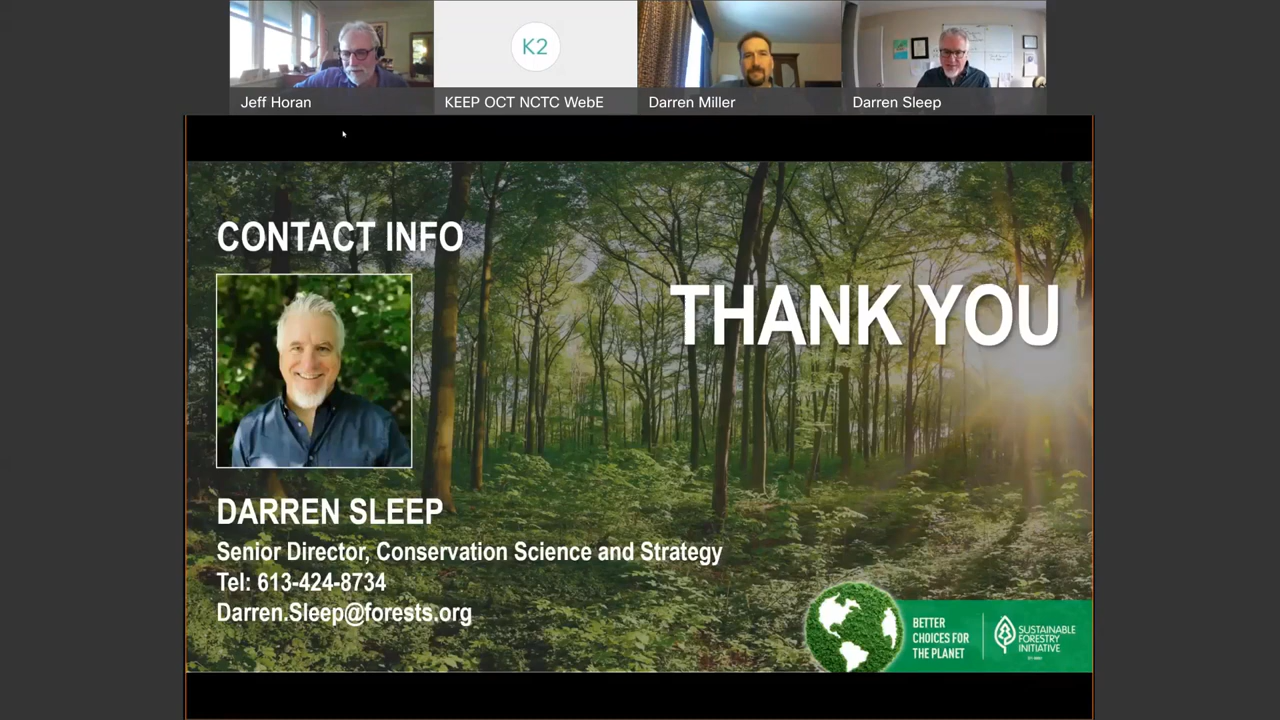 K2
Jeff Horan
KEEP OCT NCTC WebE
Darren Miller
Darren Sleep
CONTACT INFO
THANK YOU
DARREN SLEEP
Senior Director, Conservation Science and Strategy
Tel: 613-424-8734
Darren.Sleep@forests.org
BETTER
CHOICES FOR
THE PLANET
SUSTAINABLE
FORESTRY
INITIATIVE